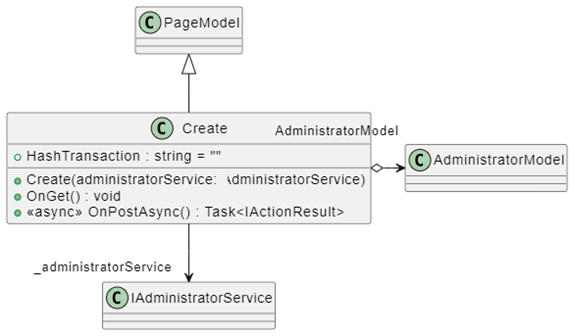 C PageModel
C Create
AdministratorModel
HashTransaction : string = ""
C AdministratorModel
Create(administratorService: AdministratorService)
OnGet() : void
«async» OnPostAsync() : Task<IActionResult>
_administratorService
C IAdministratorService